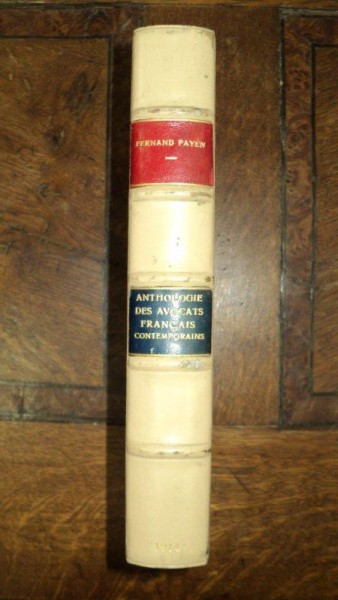 FERNAND PAYEN
ANTHOLOGIE
DES AVOCATS
FRANÇAIS
CONTEMPORAINS